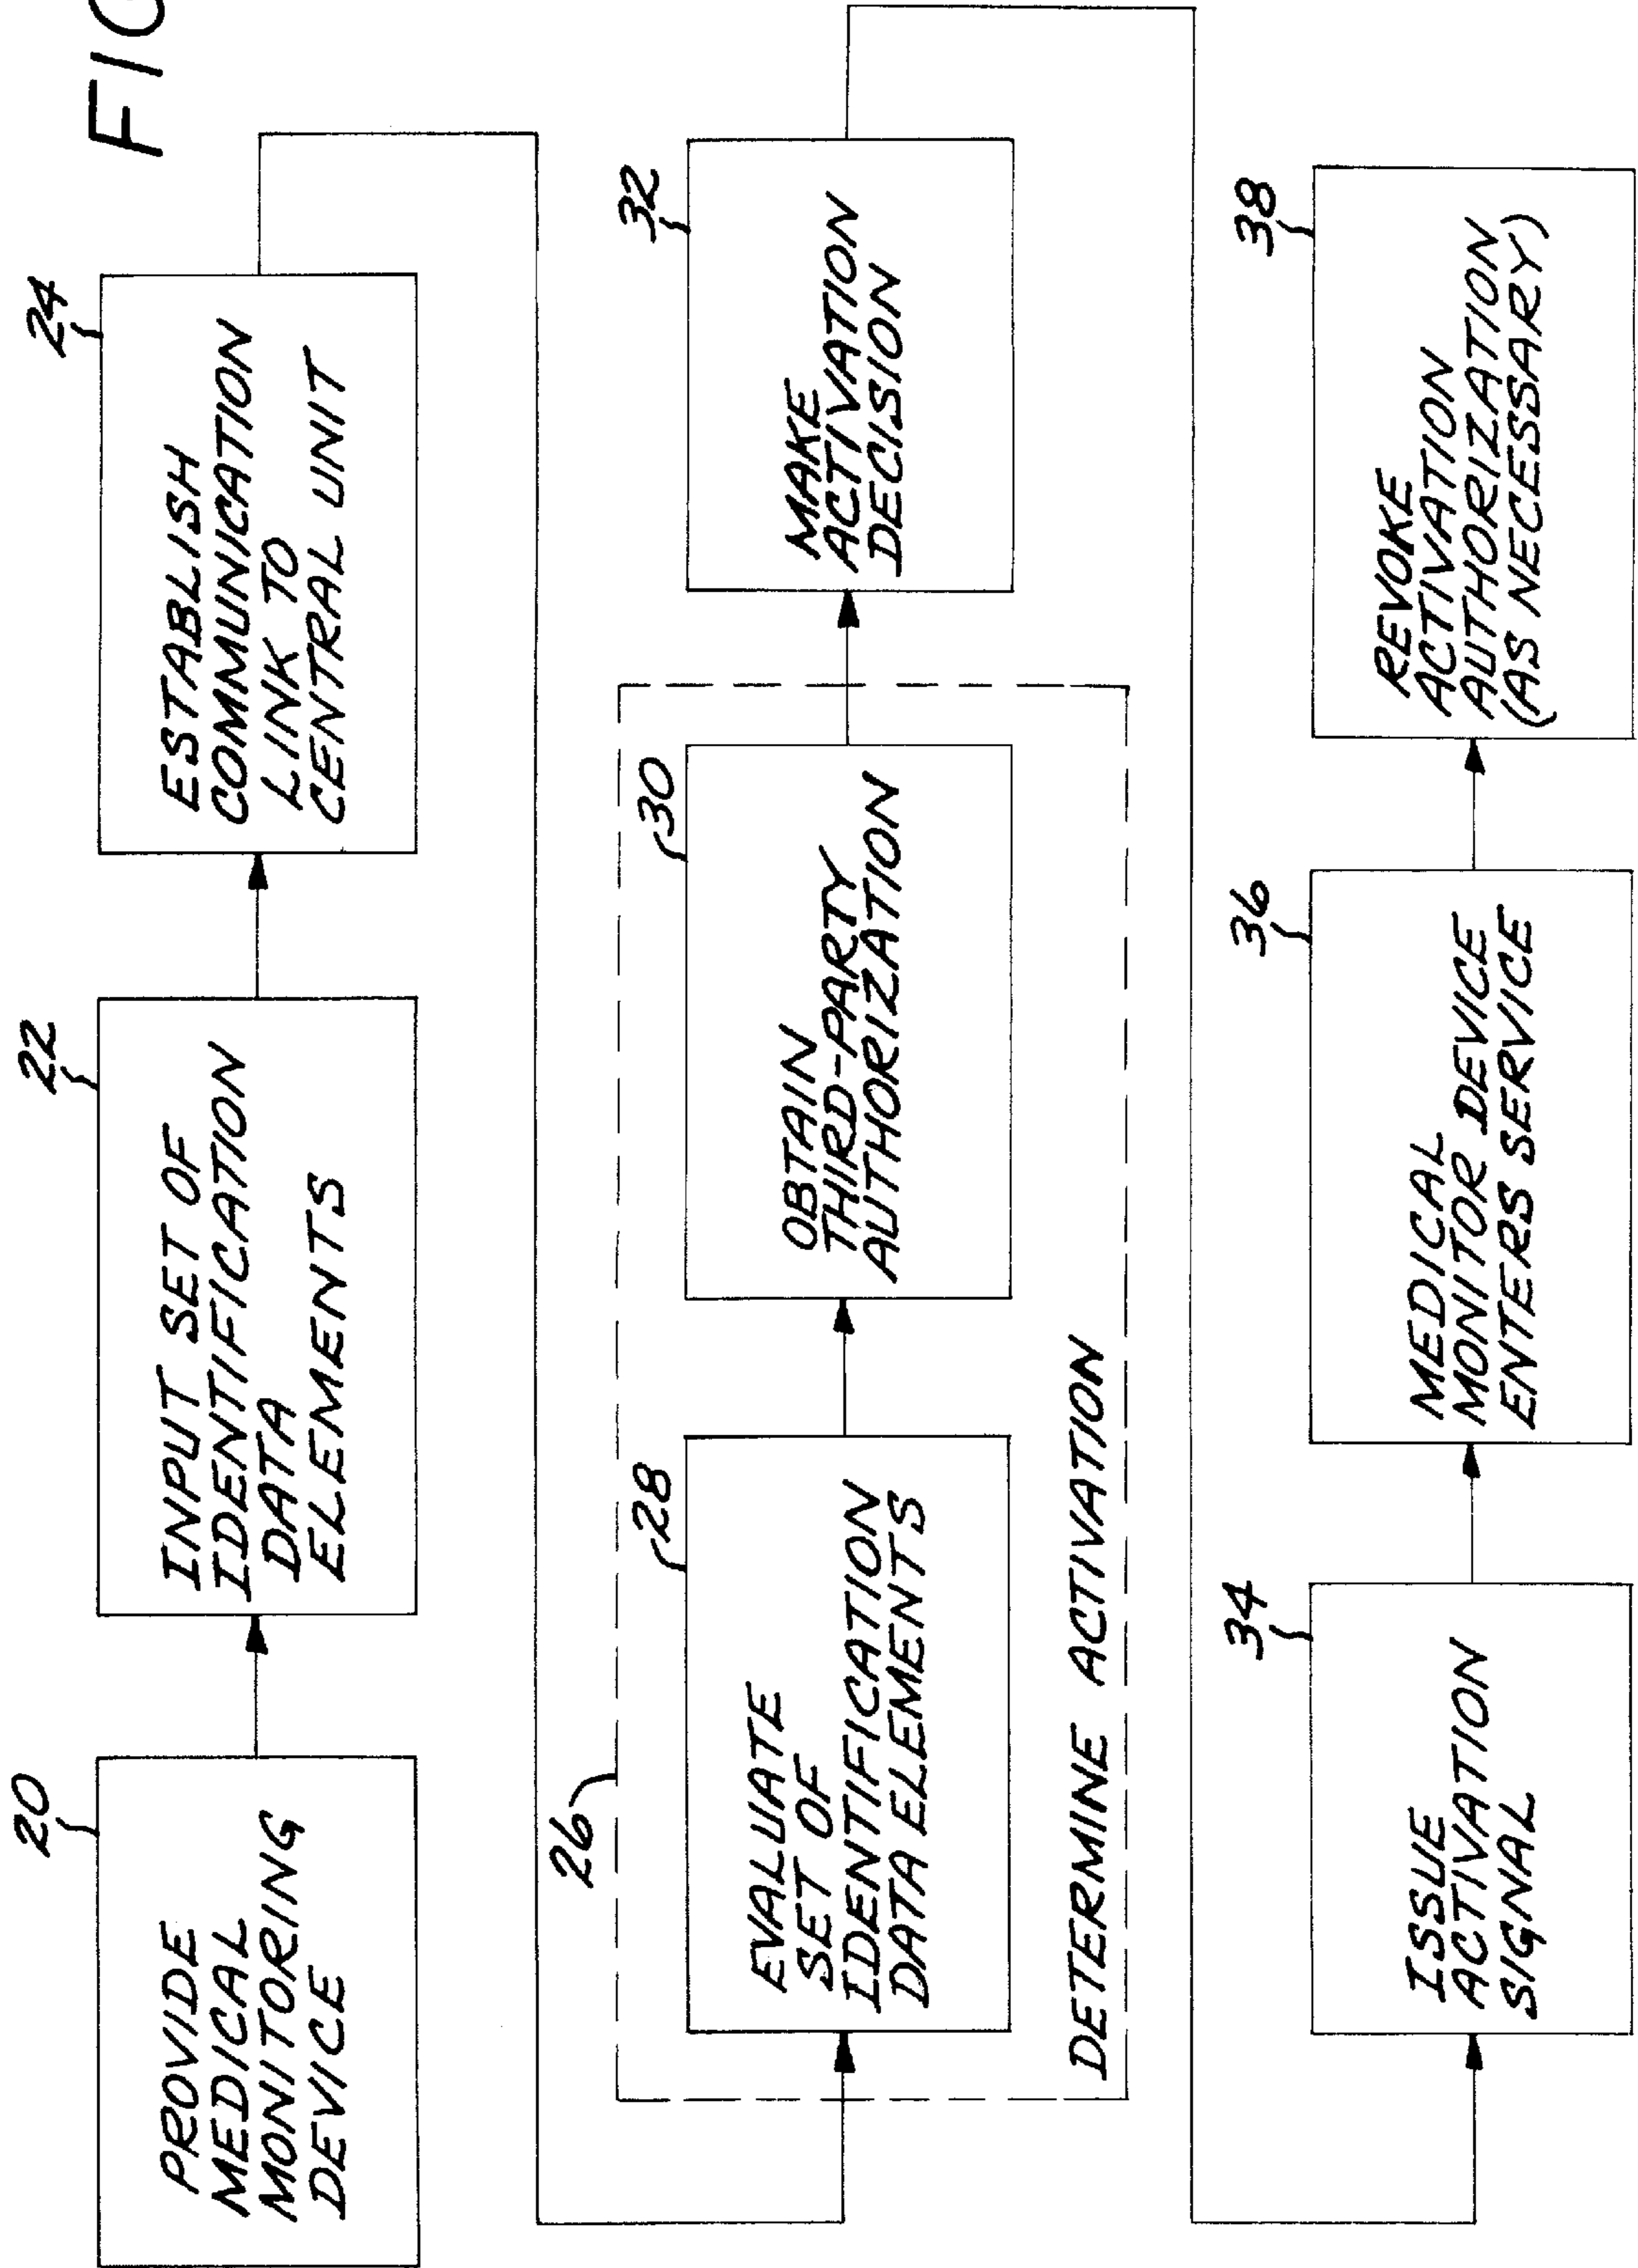 FIG
20
PROVIDE
MEDICAL
MONITORING
DEVICE
22
INPUT SET OF
IDENTIFICATION
DATA
ELEMENTS
24
ESTABLISH
COMMUNICATION
LINK TO
CENTRAL UNIT
26
28
EVALUATE
SET OF
IDENTIFICATION
DATA ELEMENTS
30
OBTAIN
THIRD-PARTY
AUTHORIZATION
DETERMINE ACTIVATION
32
MAKE
ACTIVATION
DECISION
34
ISSUE
ACTIVATION
SIGNAL
36
MEDICAL
MONITOR DEVICE
ENTERS SERVICE
38
REVOKE
ACTIVATION
AUTHORIZATION
(AS NECESSARY)